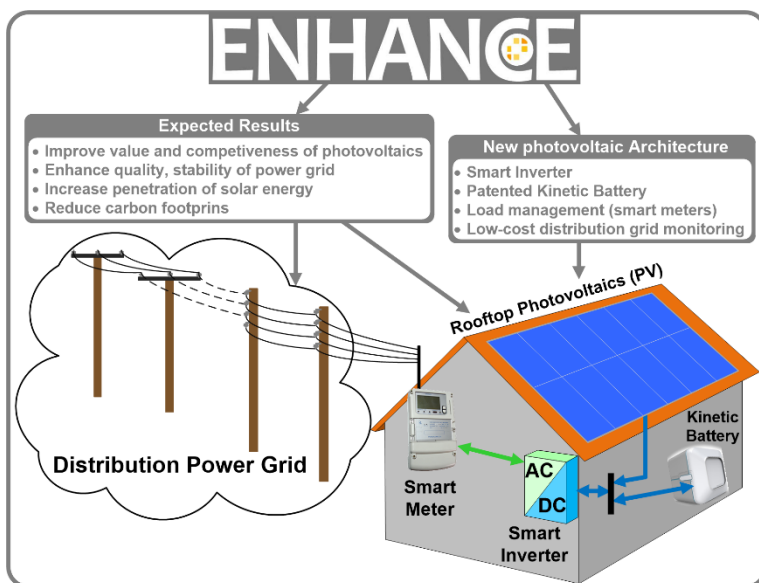 ENHANCE
Expected Results
• Improve value and competiveness of photovoltaics
• Enhance quality, stability of power grid
• Increase penetration of solar energy
• Reduce carbon footprins
New photovoltaic Architecture
• Smart Inverter
• Patented Kinetic Battery
• Load management (smart meters)
• Low-cost distribution grid monitoring
Rooftop Photovoltaics (PV)
Distribution Power Grid
Smart
Meter
AC
DC
Smart
Inverter
Kinetic
Battery